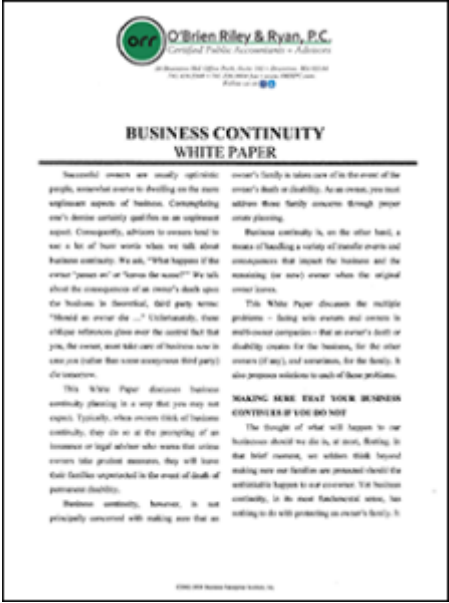 orr
O'Brien Riley & Ryan, P.C.
Certified Public Accountants • Advisors
BUSINESS CONTINUITY
WHITE PAPER
Successful owners are usually optimistic
people, somewhat averse to dwelling on the more
unpleasant aspects of business. Contemplating
one's demise certainly qualifies as an unpleasant
aspect. Consequently, advisors to owners tend to
use a lot of buzz words when we talk about
business continuity. We ask, "What happens if the
owner 'passes on' or 'leaves the scene?'" We talk
about the consequences of an owner's death upon
the business in theoretical, third party terms:
"Should an owner die ..." Unfortunately, these
oblique references gloss over the central fact that
you, the owner, must take care of business now in
case you (rather than some anonymous third party)
die tomorrow.
This White Paper discusses business
continuity planning in a way that you may not
expect. Typically, when owners think of business
continuity, they do so at the prompting of an
insurance or legal advisor who warns that unless
owners take prudent measures, they will leave
their families unprotected in the event of death or
permanent disability.
Business continuity, however, is not
principally concerned with making sure that an
owner's family is taken care of in the event of the
owner's death or disability. As an owner, you must
address those family concerns through proper
estate planning.
Business continuity is, on the other hand, a
means of handling a variety of transfer events and
consequences that impact the business and the
remaining (or new) owner when the original
owner leaves.
This White Paper discusses the multiple
problems – facing sole owners and owners in
multi-owner companies – that an owner's death or
disability creates for the business, for the other
owners (if any), and sometimes, for the family. It
also proposes solutions to each of these problems.
MAKING SURE THAT YOUR BUSINESS
CONTINUES IF YOU DO NOT
The thought of what will happen to our
businesses should we die is, at most, fleeting. In
that brief moment, we seldom think beyond
making sure our families are protected should the
unthinkable happen to our Yet business
continuity, in its most fundamental sense, has
nothing to do with protecting an owner's family. It